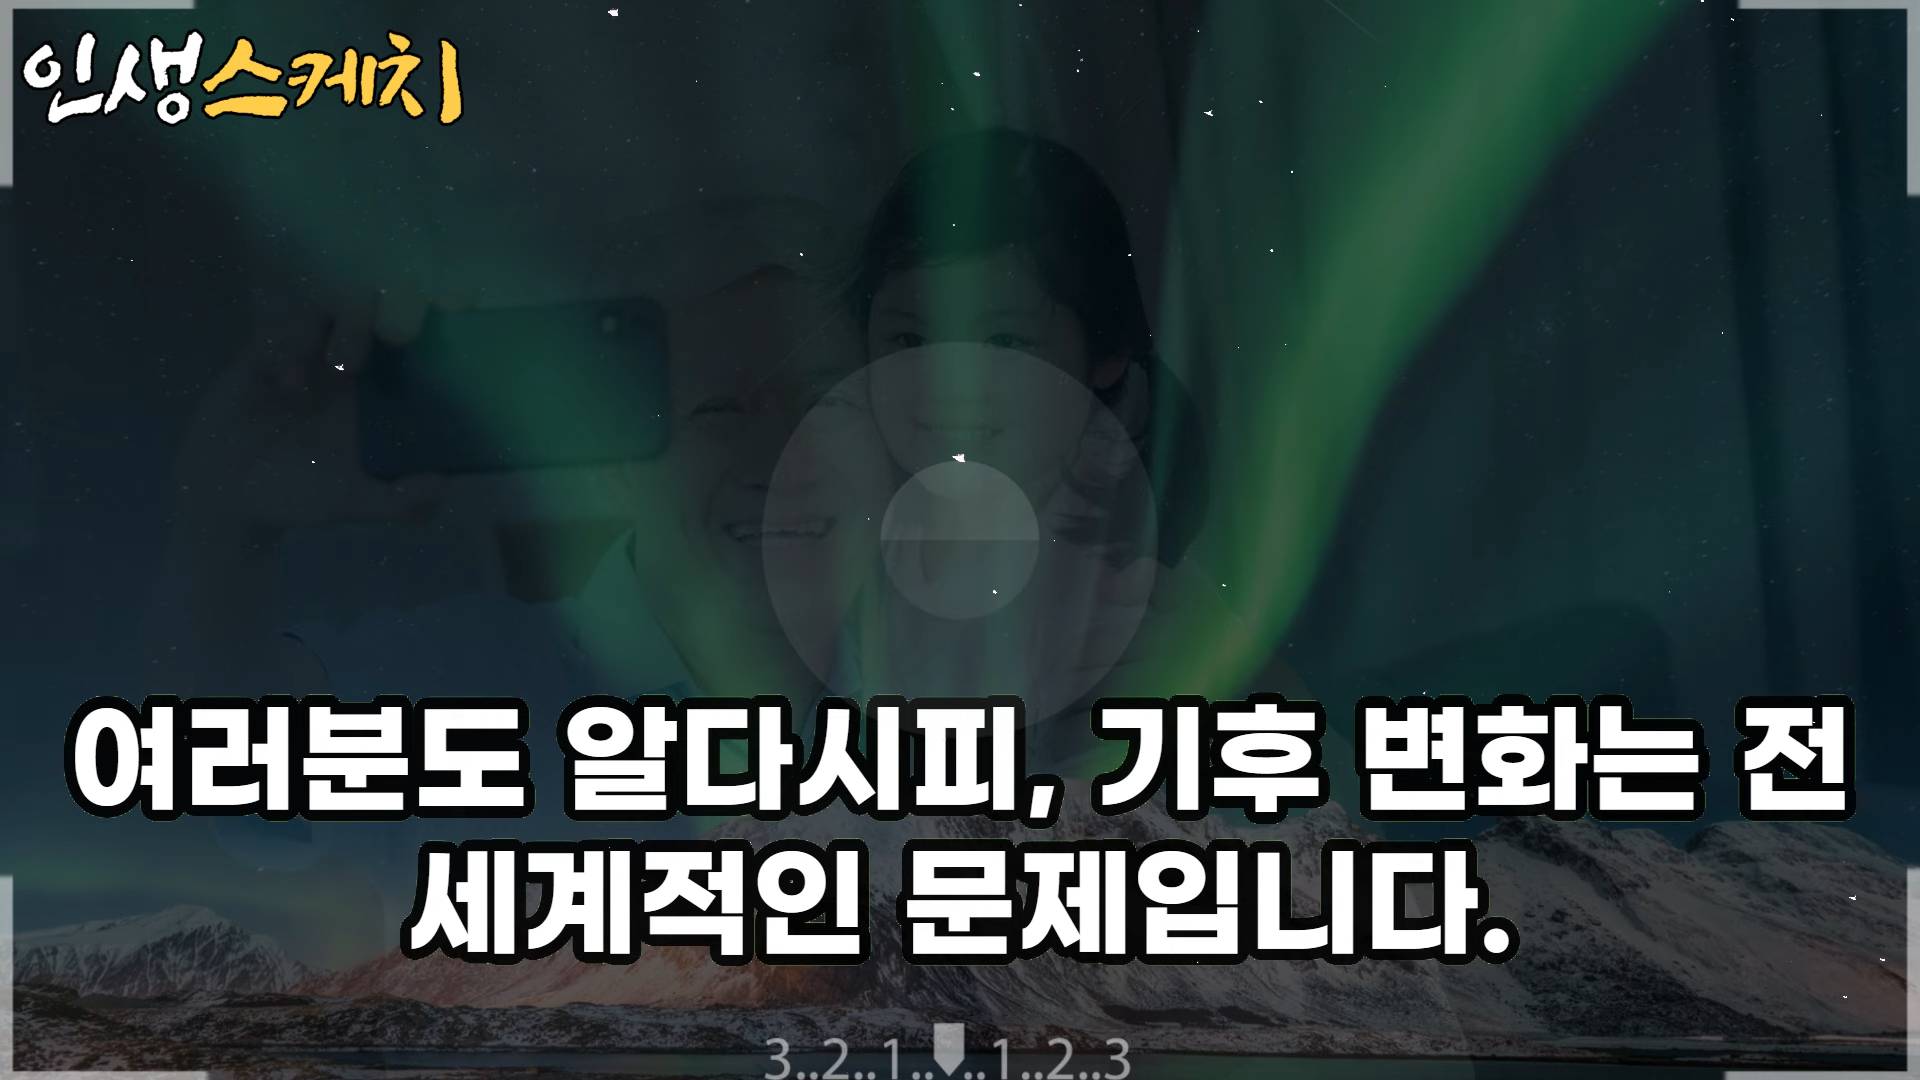 인생스케치
여러분도 알다시피, 기후 변화는 전
세계적인 문제입니다.
3..2..1....1..2..3